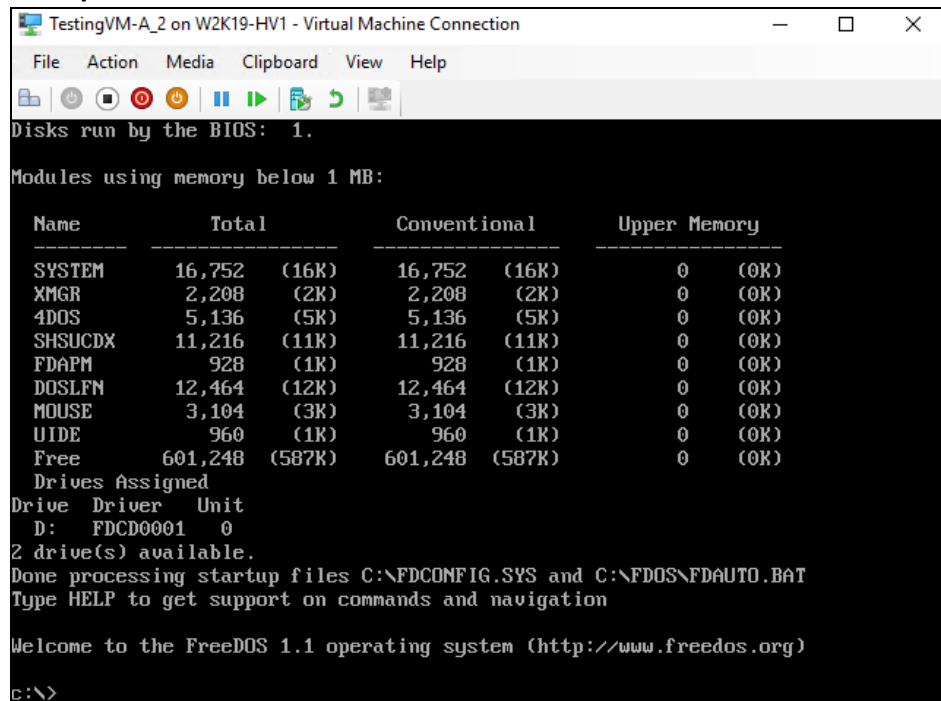 TestingVM-A_2 on W2K19-HV1 - Virtual Machine Connection
File Action Media Clipboard View Help
Disks run by the BIOS: 1.
Modules using memory below 1 MB:
Name Total Conventional Upper Memory
-------- ---------------- ---------------- ----------------
SYSTEM 16,752 (16K) 16,752 (16K) 0 (0K)
XMGR 2,208 (2K) 2,208 (2K) 0 (0K)
4DOS 5,136 (5K) 5,136 (5K) 0 (0K)
SHSUCDX 11,216 (11K) 11,216 (11K) 0 (0K)
FDAPM 928 (1K) 928 (1K) 0 (0K)
DOSLFN 12,464 (12K) 12,464 (12K) 0 (0K)
MOUSE 3,104 (3K) 3,104 (3K) 0 (0K)
UIDE 960 (1K) 960 (1K) 0 (0K)
Free 601,248 (587K) 601,248 (587K) 0 (0K)
Drives Assigned
Drive Driver Unit
D: FDCD0001 0
2 drive(s) available.
Done processing startup files C:\FDCONFIG.SYS and C:\FDOS\FDAUTO.BAT
Type HELP to get support on commands and navigation
Welcome to the FreeDOS 1.1 operating system (http://www.freedos.org)
c:\>